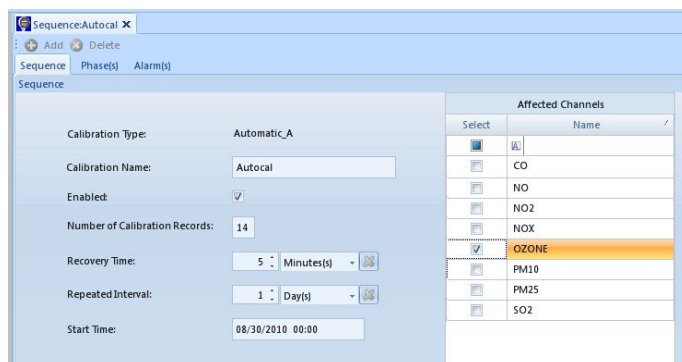 Sequence:Autocal X
Add Delete
Sequence Phase(s) Alarm(s)
Sequence
Calibration Type: Automatic_A
Calibration Name: Autocal
Enabled:
Number of Calibration Records: 14
Recovery Time: 5 Minutes(s)
Repeated Interval: 1 Day(s)
Start Time: 08/30/2010 00:00
Affected Channels
Select Name
A
CO
NO
NO2
NOX
OZONE
PM10
PM25
SO2